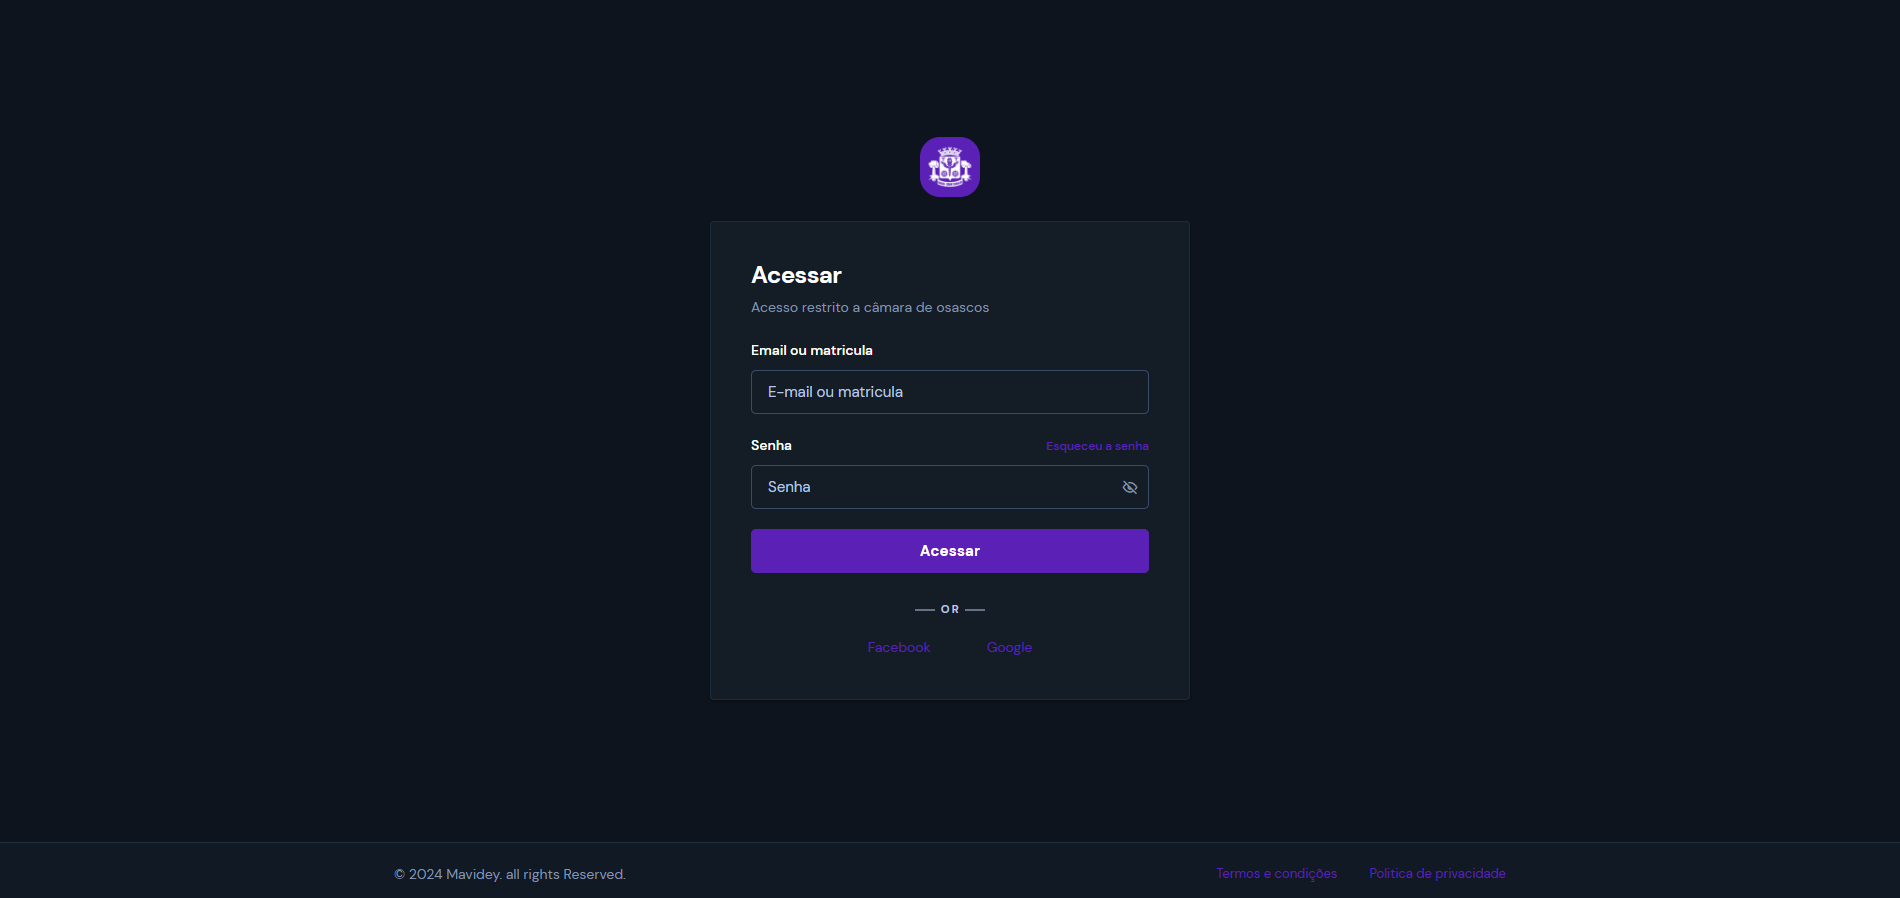 Acessar
Acesso restrito a câmara de osascos
Email ou matricula
E-mail ou matricula
Senha
Esqueceu a senha
Senha
Acessar
OR
Facebook
Google
© 2024 Mavidey. all rights Reserved.
Termos e condições
Política de privacidade